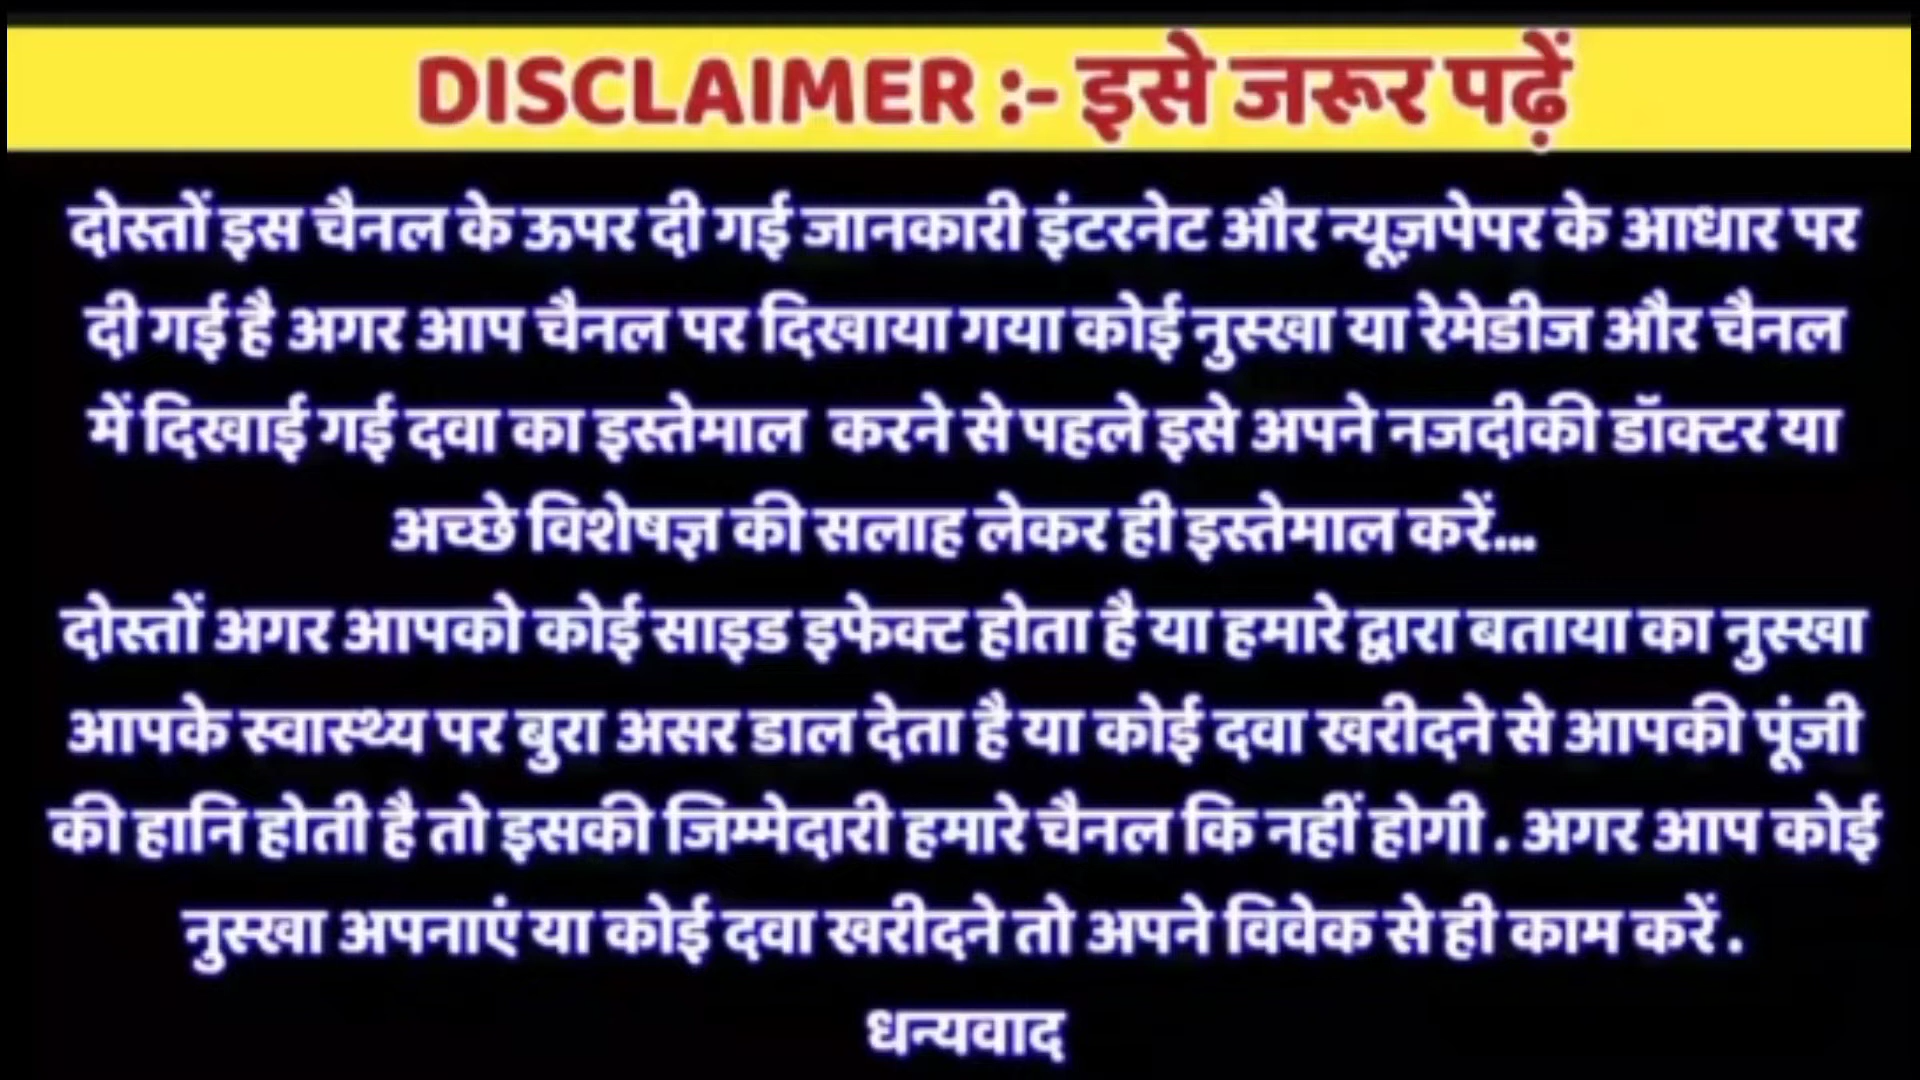 DISCLAIMER :- इसे जरूर पढ़ें
दोस्तों इस चैनल के ऊपर दी गई जानकारी इंटरनेट और न्यूज़पेपर के आधार पर
दी गई है अगर आप चैनल पर दिखाया गया कोई नुस्खा या रेमेडीज और चैनल
में दिखाई गई दवा का इस्तेमाल करने से पहले इसे अपने नजदीकी डॉक्टर या
अच्छे विशेषज्ञ की सलाह लेकर ही इस्तेमाल करें...
दोस्तों अगर आपको कोई साइड इफेक्ट होता है या हमारे द्वारा बताया का नुस्खा
आपके स्वास्थ्य पर बुरा असर डाल देता है या कोई दवा खरीदने से आपकी पूंजी
की हानि होती है तो इसकी जिम्मेदारी हमारे चैनल कि नहीं होगी . अगर आप कोई
नुस्खा अपनाएं या कोई दवा खरीदने तो अपने विवेक से ही काम करें .
धन्यवाद